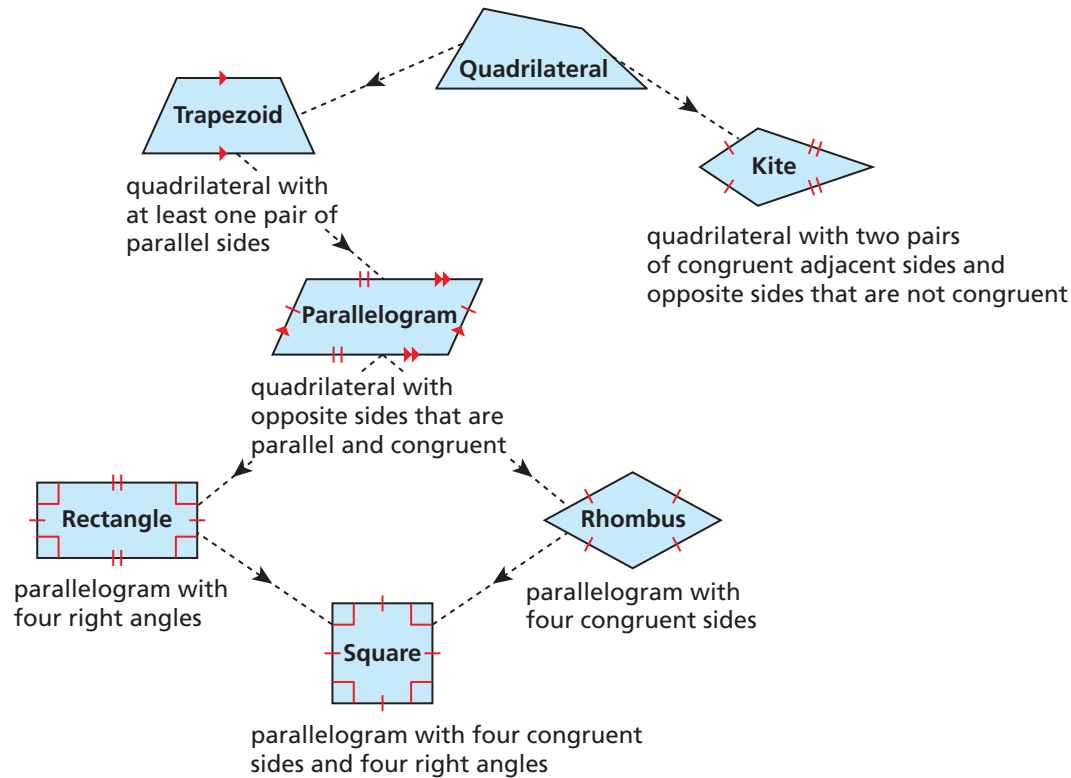 Quadrilateral
Trapezoid
quadrilateral with
at least one pair of
parallel sides
Kite
quadrilateral with two pairs
of congruent adjacent sides and
opposite sides that are not congruent
Parallelogram
quadrilateral with
opposite sides that are
parallel and congruent
Rectangle
parallelogram with
four right angles
Rhombus
parallelogram with
four congruent sides
Square
parallelogram with four congruent
sides and four right angles